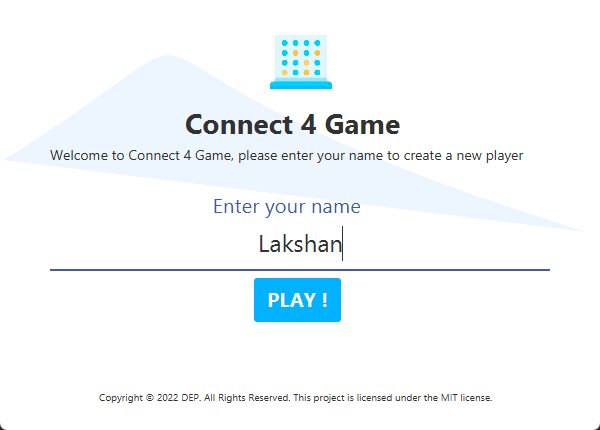 Connect 4 Game
Welcome to Connect 4 Game, please enter your name to create a new player
Enter your name
Lakshan
PLAY !
Copyright © 2022 DEP. All Rights Reserved. This project is licensed under the MIT license.